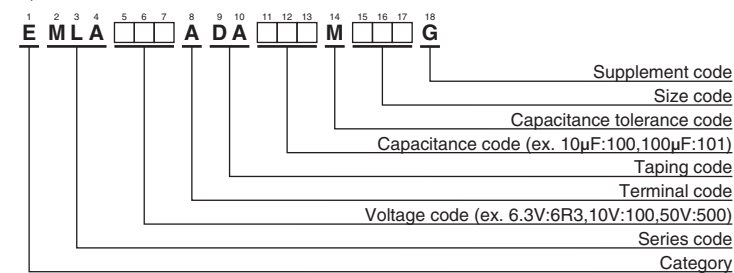 1 2 3 4 5 6 7 8 9 10 11 12 13 14 15 16 17 18
E M L A □□□ A D A □□□ M □□□ G
Supplement code
Size code
Capacitance tolerance code
Capacitance code (ex. 10μF:100,100μF:101)
Taping code
Terminal code
Voltage code (ex. 6.3V:6R3,10V:100,50V:500)
Series code
Category